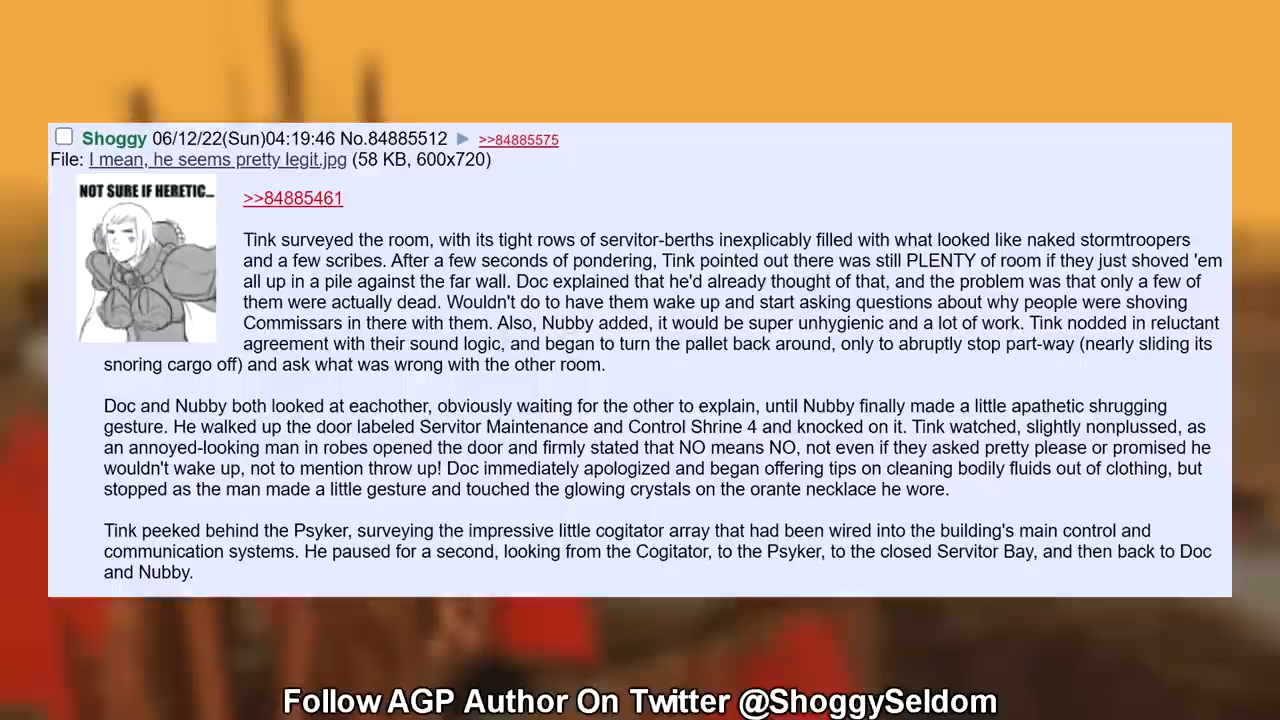 Shoggy 06/12/22(Sun)04:19:46 No.84885512 ▶ >>84885575
File: I mean, he seems pretty legit.jpg (58 KB, 600x720)
NOT SURE IF HERETIC...
>>84885461
Tink surveyed the room, with its tight rows of servitor-berths inexplicably filled with what looked like naked stormtroopers
and a few scribes. After a few seconds of pondering, Tink pointed out there was still PLENTY of room if they just shoved 'em
all up in a pile against the far wall. Doc explained that he'd already thought of that, and the problem was that only a few of
them were actually dead. Wouldn't do to have them wake up and start asking questions about why people were shoving
Commissars in there with them. Also, Nubby added, it would be super unhygienic and a lot of work. Tink nodded in reluctant
agreement with their sound logic, and began to turn the pallet back around, only to abruptly stop part-way (nearly sliding its
snoring cargo off) and ask what was wrong with the other room.
Doc and Nubby both looked at eachother, obviously waiting for the other to explain, until Nubby finally made a little apathetic shrugging
gesture. He walked up the door labeled Servitor Maintenance and Control Shrine 4 and knocked on it. Tink watched, slightly nonplussed, as
an annoyed-looking man in robes opened the door and firmly stated that NO means NO, not even if they asked pretty please or promised he
wouldn't wake up, not to mention throw up! Doc immediately apologized and began offering tips on cleaning bodily fluids out of clothing, but
stopped as the man made a little gesture and touched the glowing crystals on the orante necklace he wore.
Tink peeked behind the Psyker, surveying the impressive little cogitator array that had been wired into the building's main control and
communication systems. He paused for a second, looking from the Cogitator, to the Psyker, to the closed Servitor Bay, and then back to Doc
and Nubby.
Follow AGP Author On Twitter @ShoggySeldom